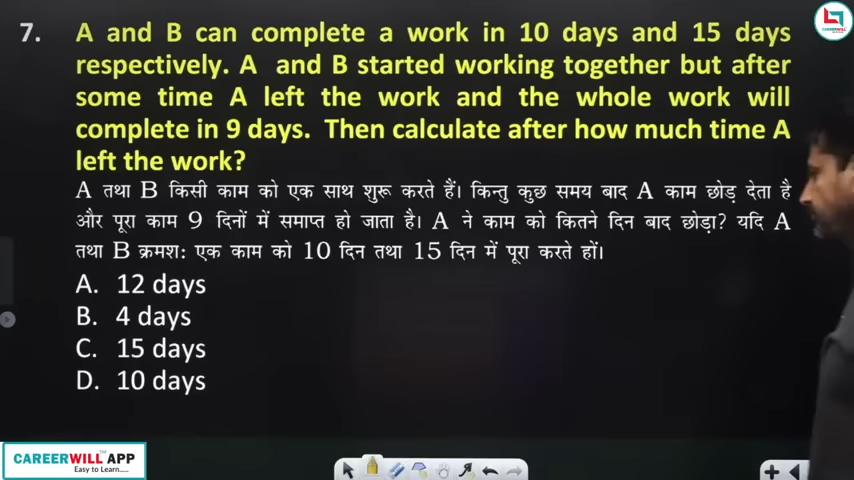 CAREERWILL
7. A and B can complete a work in 10 days and 15 days
respectively. A and B started working together but after
some time A left the work and the whole work will
complete in 9 days. Then calculate after how much time A
left the work?
A तथा B किसी काम को एक साथ शुरू करते हैं। किन्तु कुछ समय बाद A काम छोड़ देता है
और पूरा काम 9 दिनों में समाप्त हो जाता है। A ने काम को कितने दिन बाद छोड़ा? यदि A
तथा B क्रमश: एक काम को 10 दिन तथा 15 दिन में पूरा करते हों।
A. 12 days
B. 4 days
C. 15 days
D. 10 days
CAREERWILL APP
Easy to Learn.....